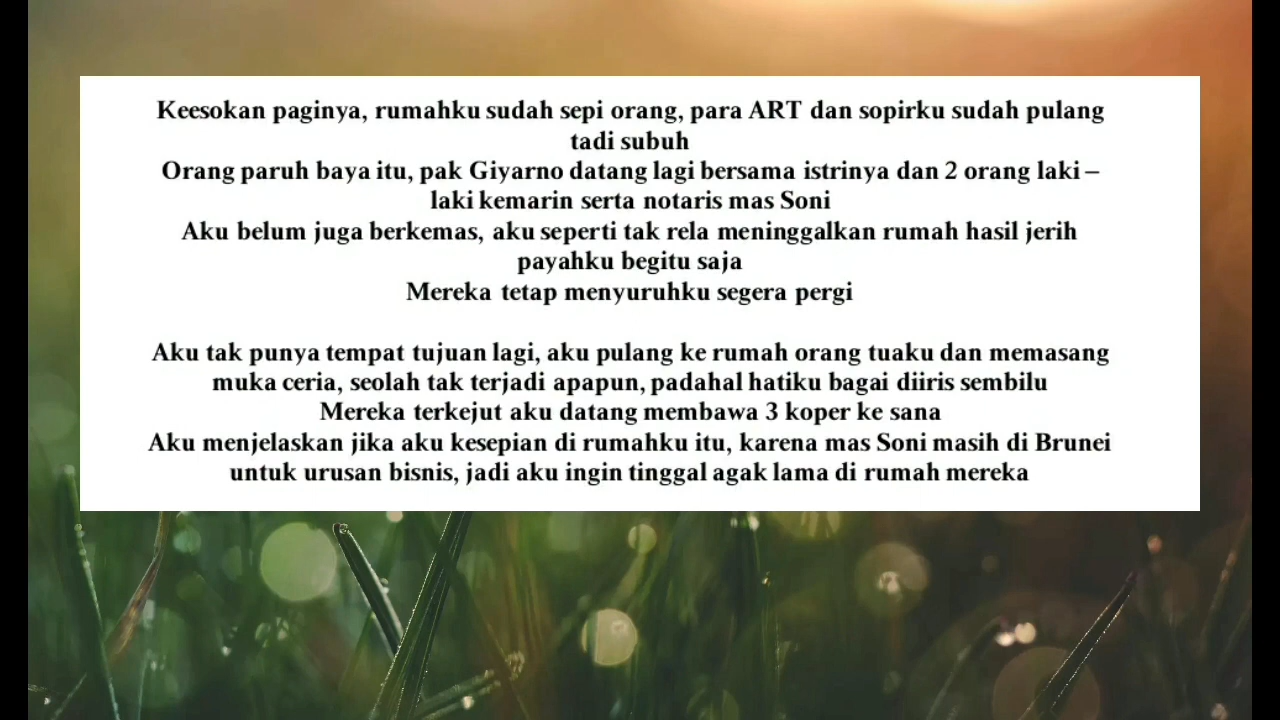 Keesokan paginya, rumahku sudah sepi orang, para ART dan sopirku sudah pulang
tadi subuh
Orang paruh baya itu, pak Giyarno datang lagi bersama istrinya dan 2 orang laki –
laki kemarin serta notaris mas Soni
Aku belum juga berkemas, aku seperti tak rela meninggalkan rumah hasil jerih
payahku begitu saja
Mereka tetap menyuruhku segera pergi
Aku tak punya tempat tujuan lagi, aku pulang ke rumah orang tuaku dan memasang
muka ceria, seolah tak terjadi apapun, padahal hatiku bagai diiris sembilu
Mereka terkejut aku datang membawa 3 koper ke sana
Aku menjelaskan jika aku kesepian di rumahku itu, karena mas Soni masih di Brunei
untuk urusan bisnis, jadi aku ingin tinggal agak lama di rumah mereka